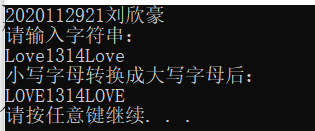 2020112921刘欣豪
请输入字符串：
Love1314Love
小写字母转换成大写字母后：
LOVE1314LOVE
请按任意键继续. . .